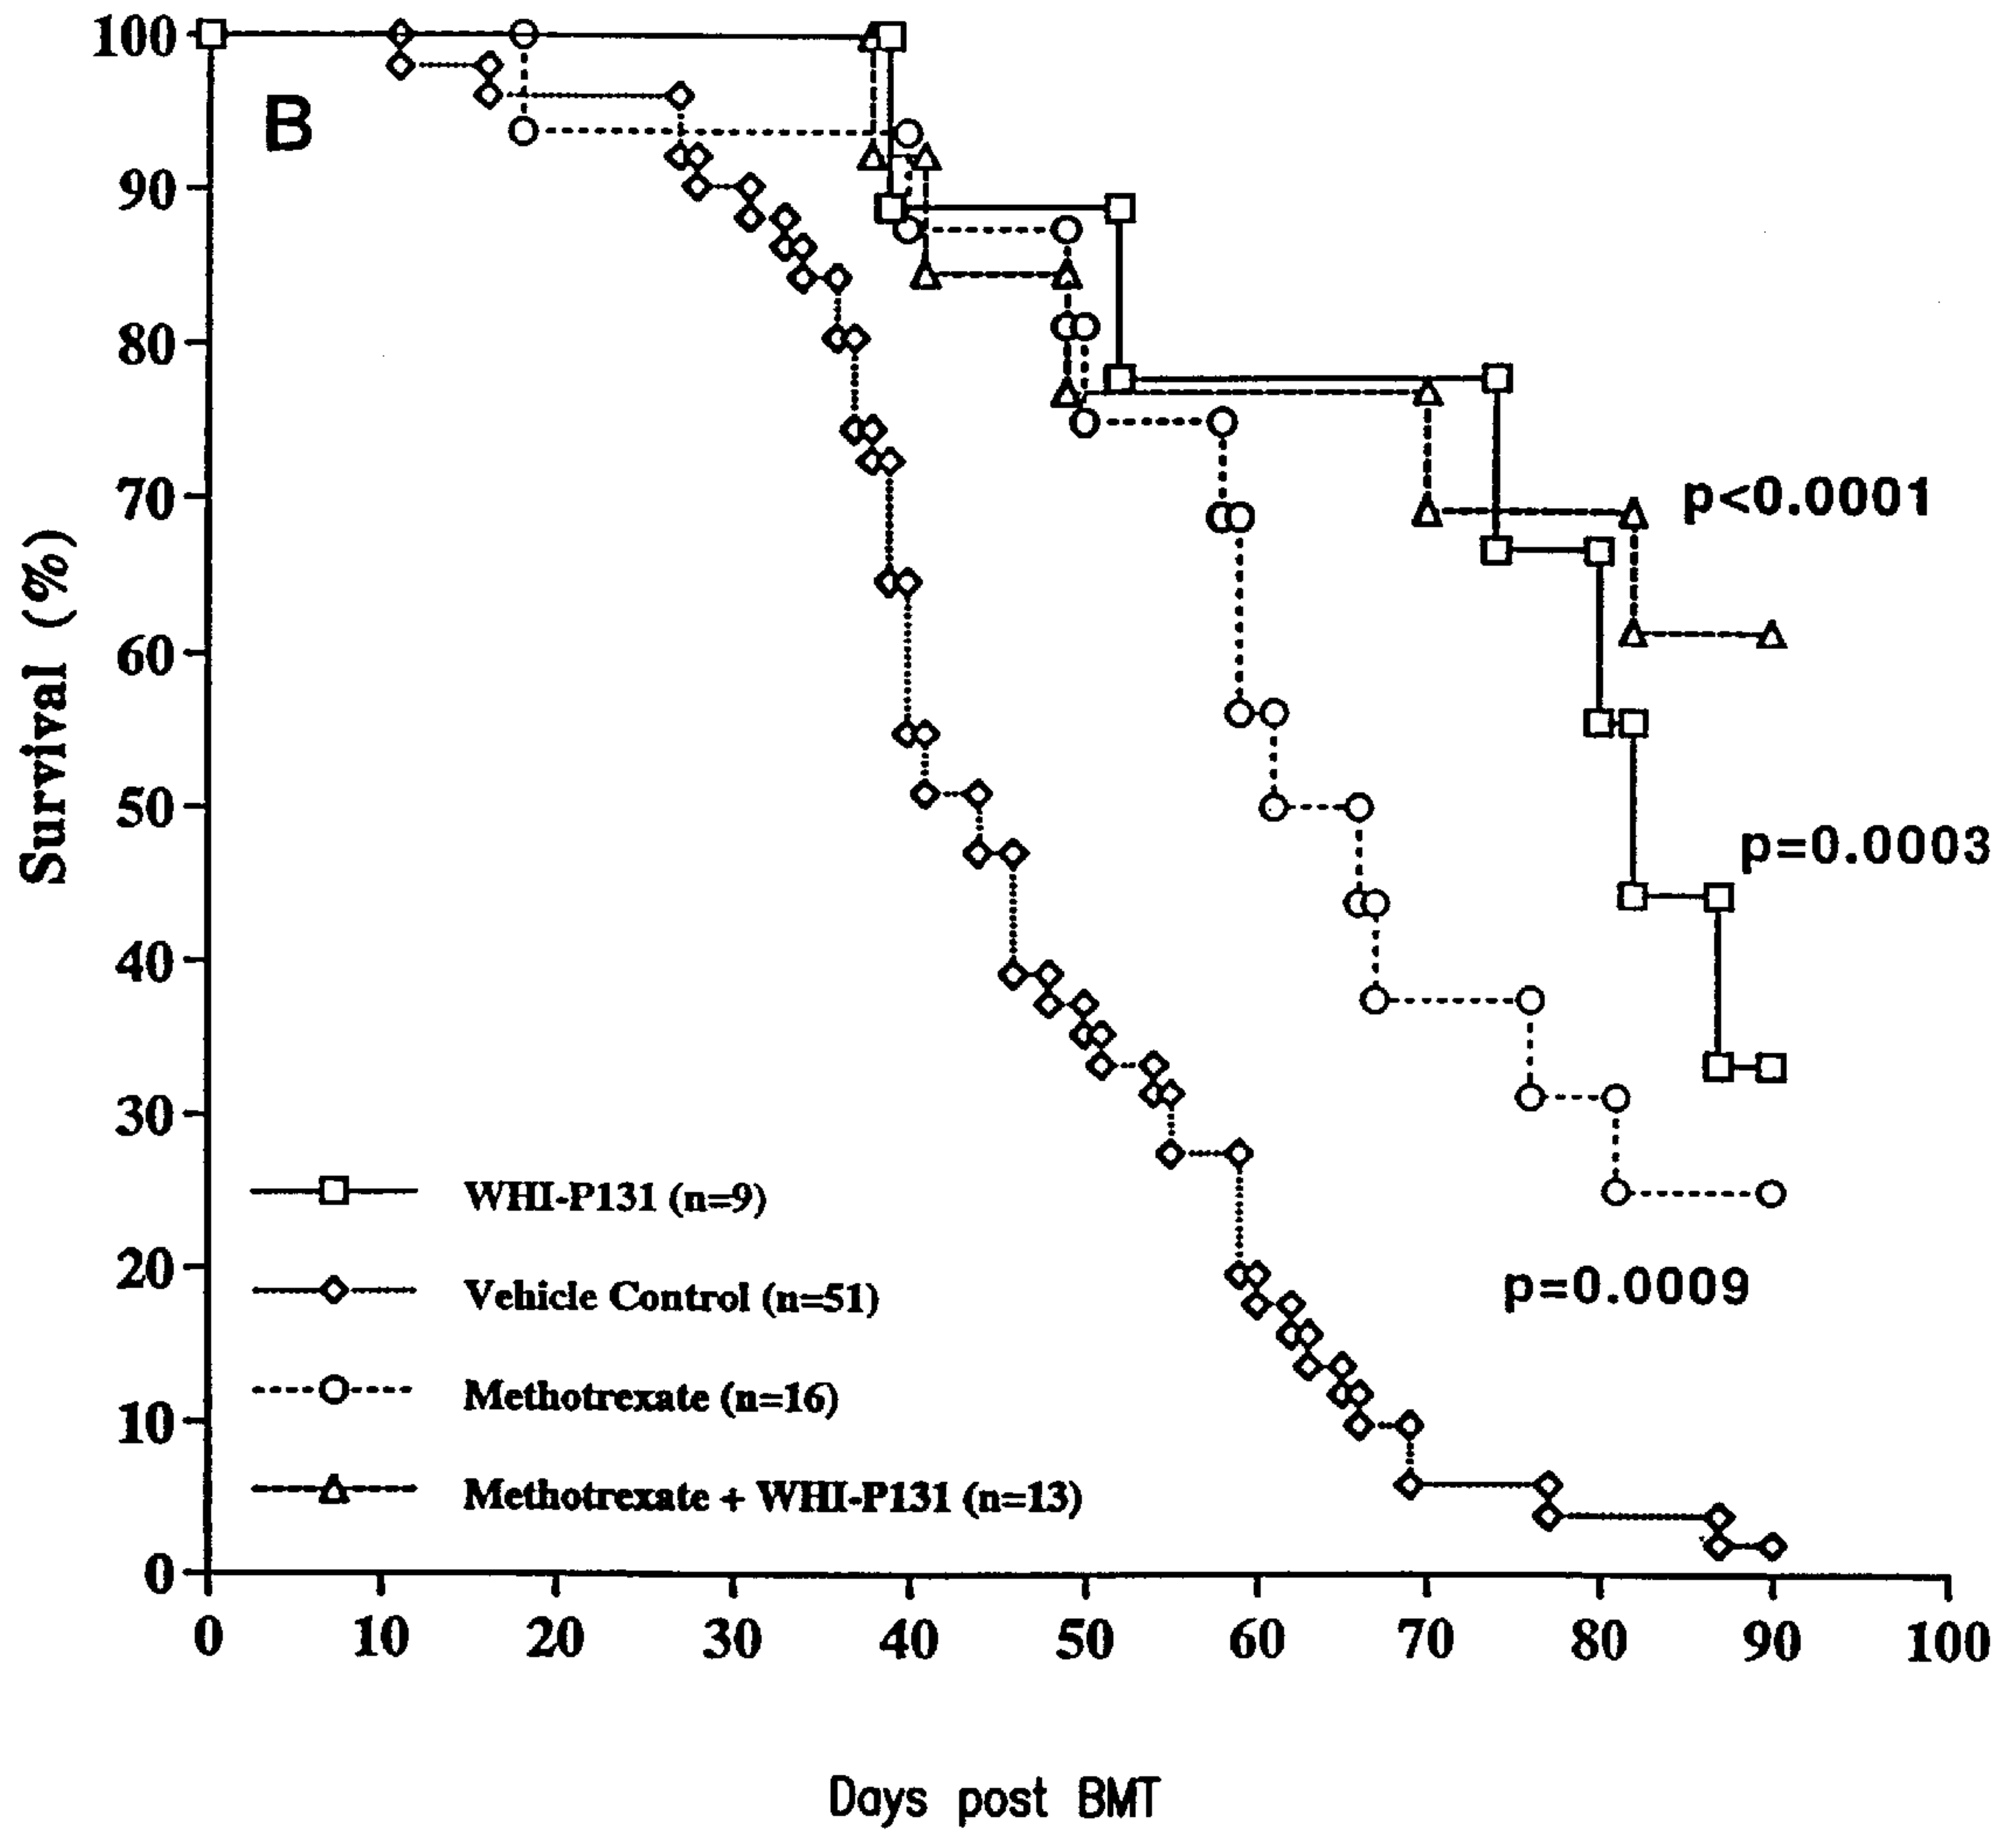 B
Survival (%)
100
90
80
70
60
50
40
30
20
10
0
p<0.0001
p=0.0003
p=0.0009
WHI-P131 (n=9)
Vehicle Control (n=51)
Methotrexate (n=16)
Methotrexate + WHI-P131 (n=13)
0 10 20 30 40 50 60 70 80 90 100
Days post BMT